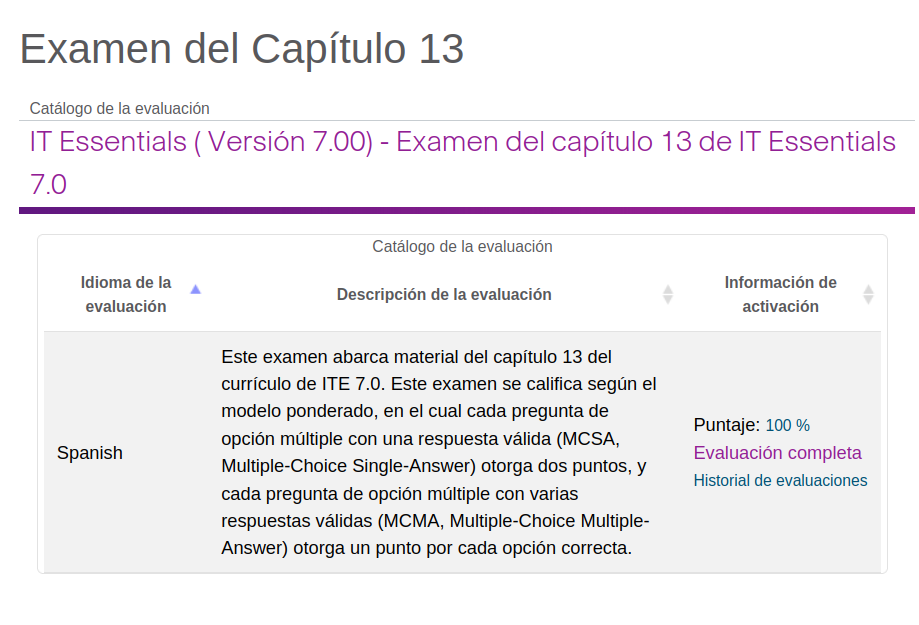 Examen del Capítulo 13
Catálogo de la evaluación
IT Essentials ( Versión 7.00) - Examen del capítulo 13 de IT Essentials
7.0
Catálogo de la evaluación
Idioma de la
evaluación
Descripción de la evaluación
Información de
activación
Spanish
Este examen abarca material del capítulo 13 del
currículo de ITE 7.0. Este examen se califica según el
modelo ponderado, en el cual cada pregunta de
opción múltiple con una respuesta válida (MCSA,
Multiple-Choice Single-Answer) otorga dos puntos, y
cada pregunta de opción múltiple con varias
respuestas válidas (MCMA, Multiple-Choice Multiple-
Answer) otorga un punto por cada opción correcta.
Puntaje: 100 %
Evaluación completa
Historial de evaluaciones